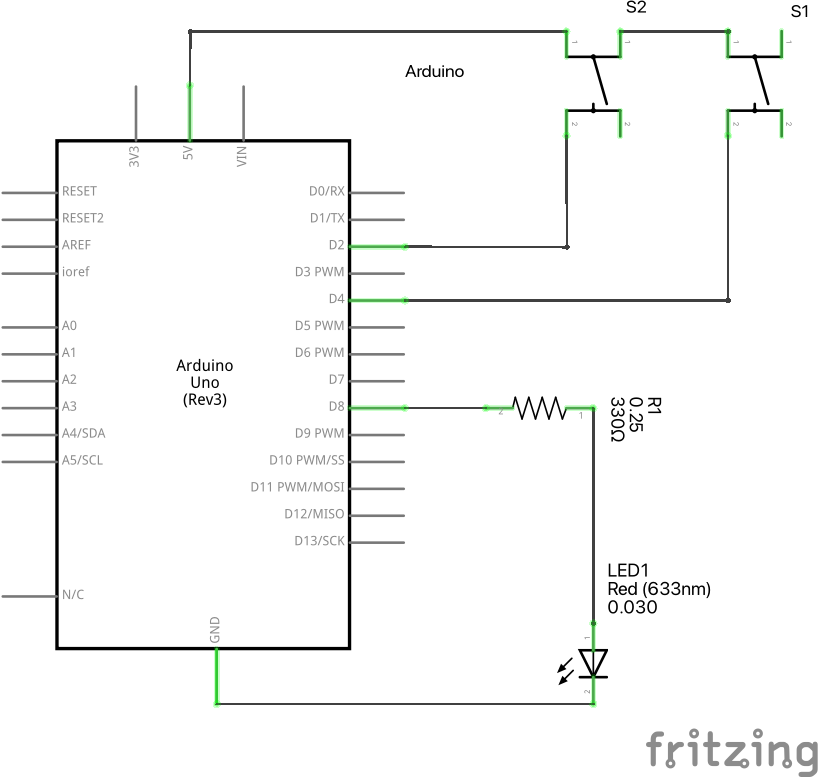 S2
S1
Arduino
1
1
1
1
2
2
2
2
3V3
5V
VIN
RESET
RESET2
AREF
ioref
A0
A1
A2
A3
A4/SDA
A5/SCL
N/C
D0/RX
D1/TX
D2
D3 PWM
D4
D5 PWM
D6 PWM
D7
D8
D9 PWM
D10 PWM/SS
D11 PWM/MOSI
D12/MISO
D13/SCK
Arduino
Uno
(Rev3)
GND
2
1
R1
0.25
330Ω
LED1
Red (633nm)
0.030
1
2
fritzing